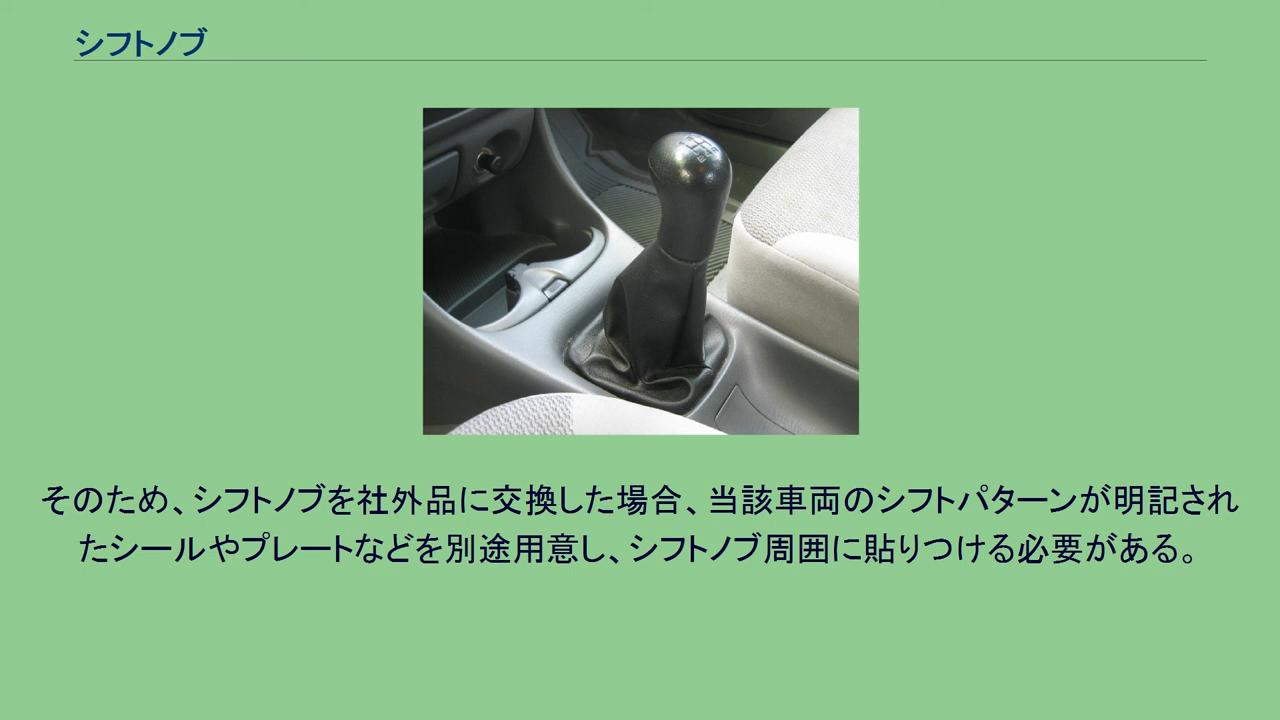 シフトノブ
そのため、シフトノブを社外品に交換した場合、当該車両のシフトパターンが明記され
たシールやプレートなどを別途用意し、シフトノブ周囲に貼りつける必要がある。